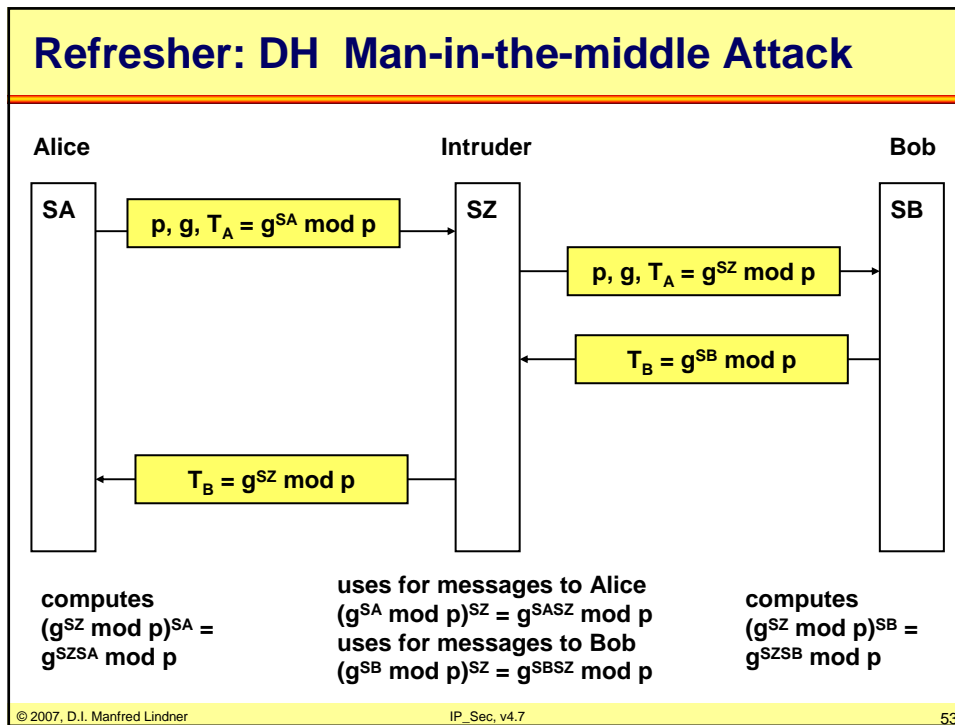 Refresher: DH Man-in-the-middle Attack
Alice
Intruder
Bob
SA
SZ
SB
p, g, T_A = g^SA mod p
p, g, T_A = g^SZ mod p
T_B = g^SB mod p
T_B = g^SZ mod p
computes
(g^SZ mod p)^SA =
g^SZSA mod p
uses for messages to Alice
(g^SA mod p)^SZ = g^SASZ mod p
uses for messages to Bob
(g^SB mod p)^SZ = g^SBSZ mod p
computes
(g^SZ mod p)^SB =
g^SZSB mod p
© 2007, D.I. Manfred Lindner
IP_Sec, v4.7
53